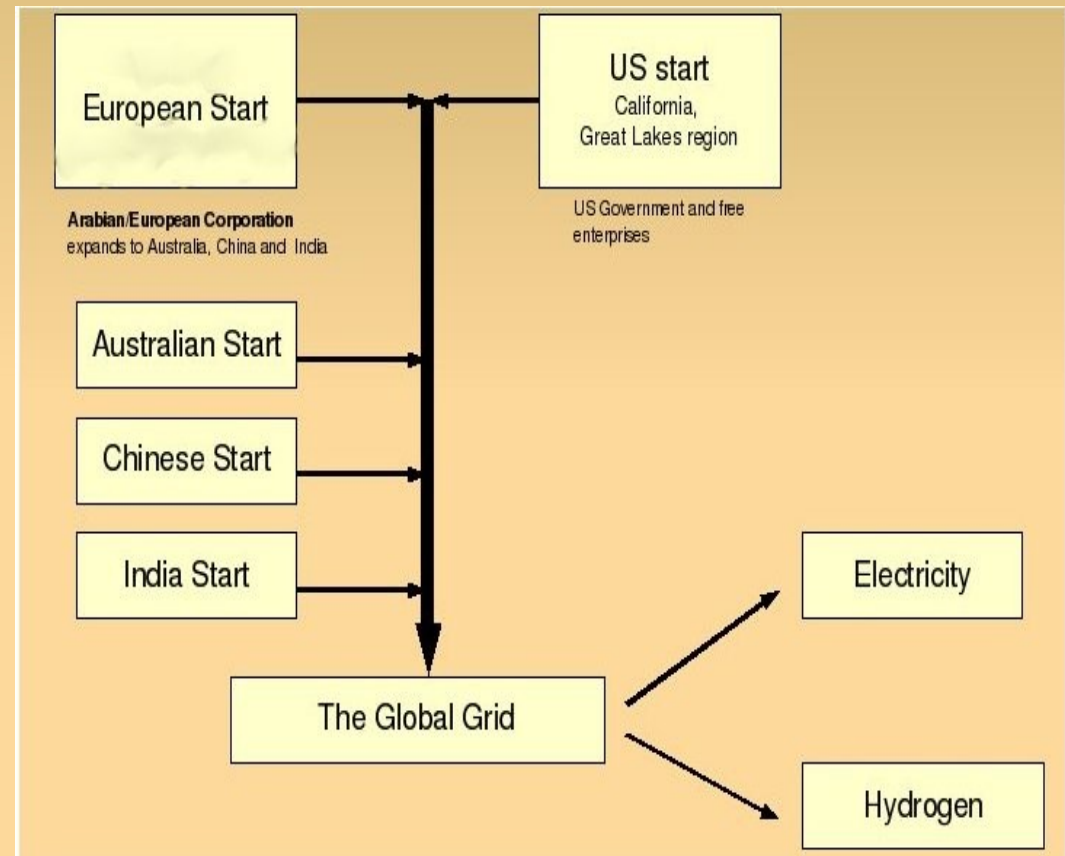 European Start
US start
California,
Great Lakes region
Arabian/European Corporation
expands to Australia, China and India
US Government and free
enterprises
Australian Start
Chinese Start
India Start
The Global Grid
Electricity
Hydrogen